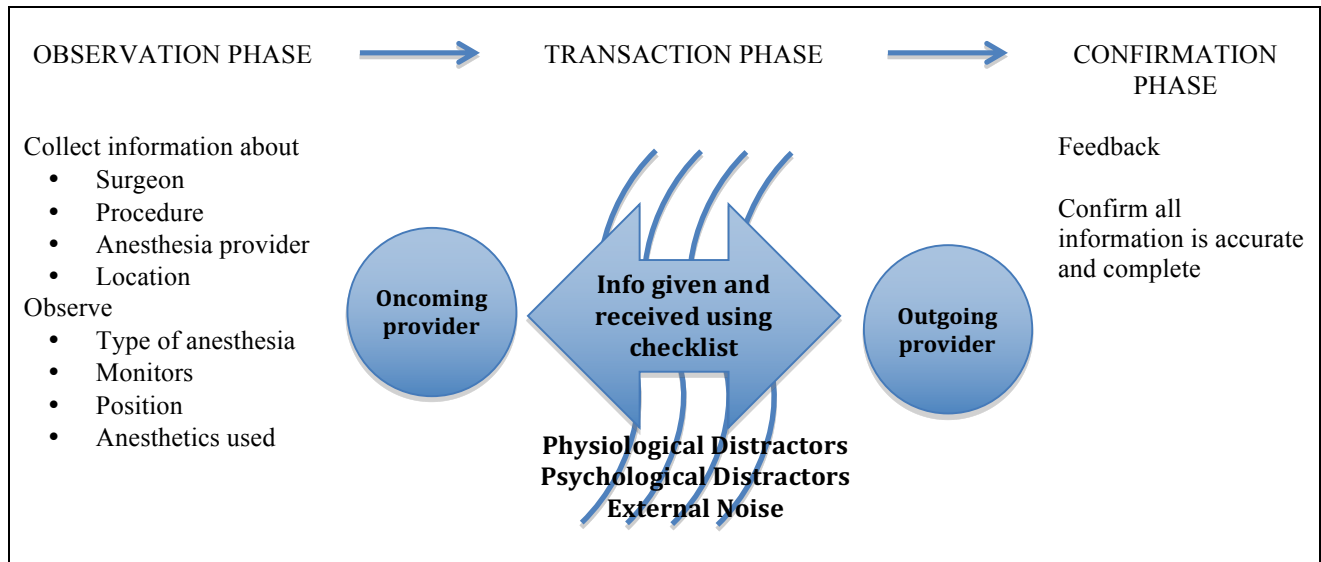 OBSERVATION PHASE
TRANSACTION PHASE
CONFIRMATION
PHASE
Collect information about
• Surgeon
• Procedure
• Anesthesia provider
• Location
Observe
• Type of anesthesia
• Monitors
• Position
• Anesthetics used
Oncoming
provider
Info given and
received using
checklist
Outgoing
provider
Physiological Distractors
Psychological Distractors
External Noise
Feedback
Confirm all
information is accurate
and complete